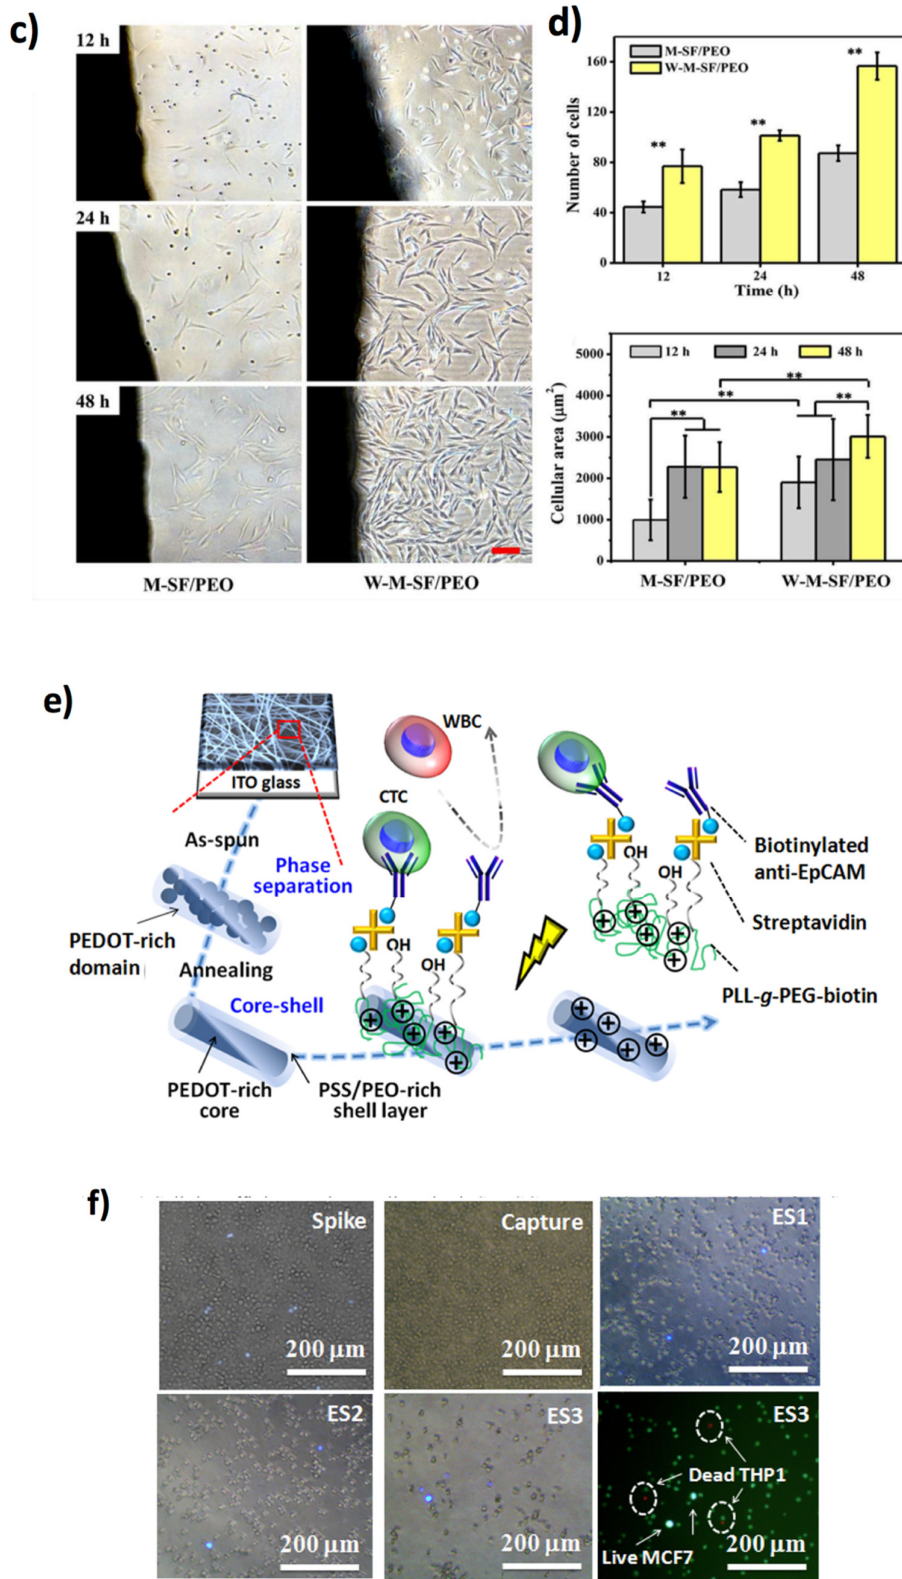 c)
12 h
24 h
48 h
M-SF/PEO
W-M-SF/PEO
d)
M-SF/PEO
W-M-SF/PEO
Number of cells
160
120
80
40
0
**
**
**
12
24
48
Time (h)
12 h
24 h
48 h
Cellular area (μm²)
5000
4000
3000
2000
1000
0
**
**
**
**
M-SF/PEO
W-M-SF/PEO
e)
ITO glass
WBC
CTC
As-spun
Phase
separation
PEDOT-rich
domain
Annealing
Core-shell
PEDOT-rich
core
PSS/PEO-rich
shell layer
OH
OH
OH
OH
Biotinylated
anti-EpCAM
Streptavidin
PLL-g-PEG-biotin
f)
Spike
200 μm
Capture
200 μm
ES1
200 μm
ES2
200 μm
ES3
200 μm
ES3
Dead THP1
Live MCF7
200 μm